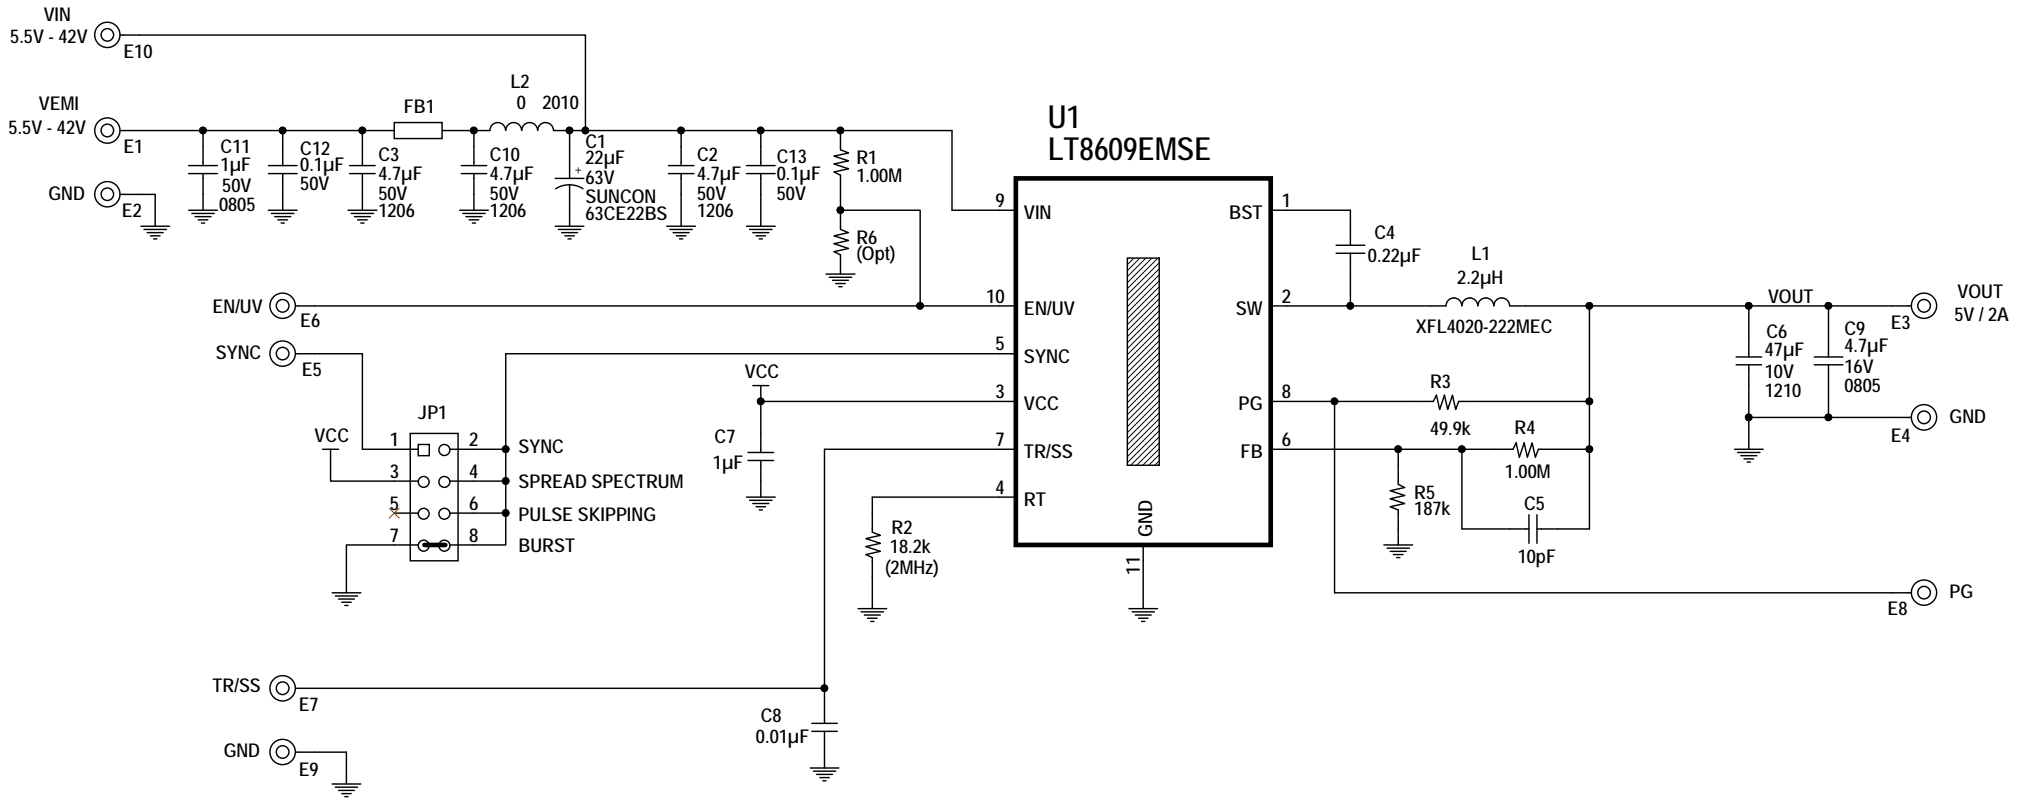 VIN
5.5V - 42V
E10
VEMI
5.5V - 42V
E1
GND
E2
C11
1µF
50V
0805
C12
0.1µF
50V
C3
4.7µF
50V
1206
FB1
L2
0 2010
C10
4.7µF
50V
1206
C1
22µF
+
63V
SUNCON
63CE22BS
C2
4.7µF
50V
1206
C13
0.1µF
50V
R1
1.00M
R6
(Opt)
EN/UV
E6
SYNC
E5
JP1
VCC
1
2
SYNC
3
4
SPREAD SPECTRUM
5
6
PULSE SKIPPING
7
8
BURST
VCC
C7
1µF
R2
18.2k
(2MHz)
TR/SS
E7
C8
0.01µF
GND
E9
U1
LT8609EMSE
9
VIN
10
EN/UV
5
SYNC
3
VCC
7
TR/SS
4
RT
BST
1
SW
2
PG
8
FB
6
GND
11
C4
0.22µF
L1
2.2µH
XFL4020-222MEC
R3
49.9k
R4
1.00M
R5
187k
C5
10pF
VOUT
C6
47µF
10V
1210
C9
4.7µF
16V
0805
E3
VOUT
5V / 2A
E4
GND
E8
PG